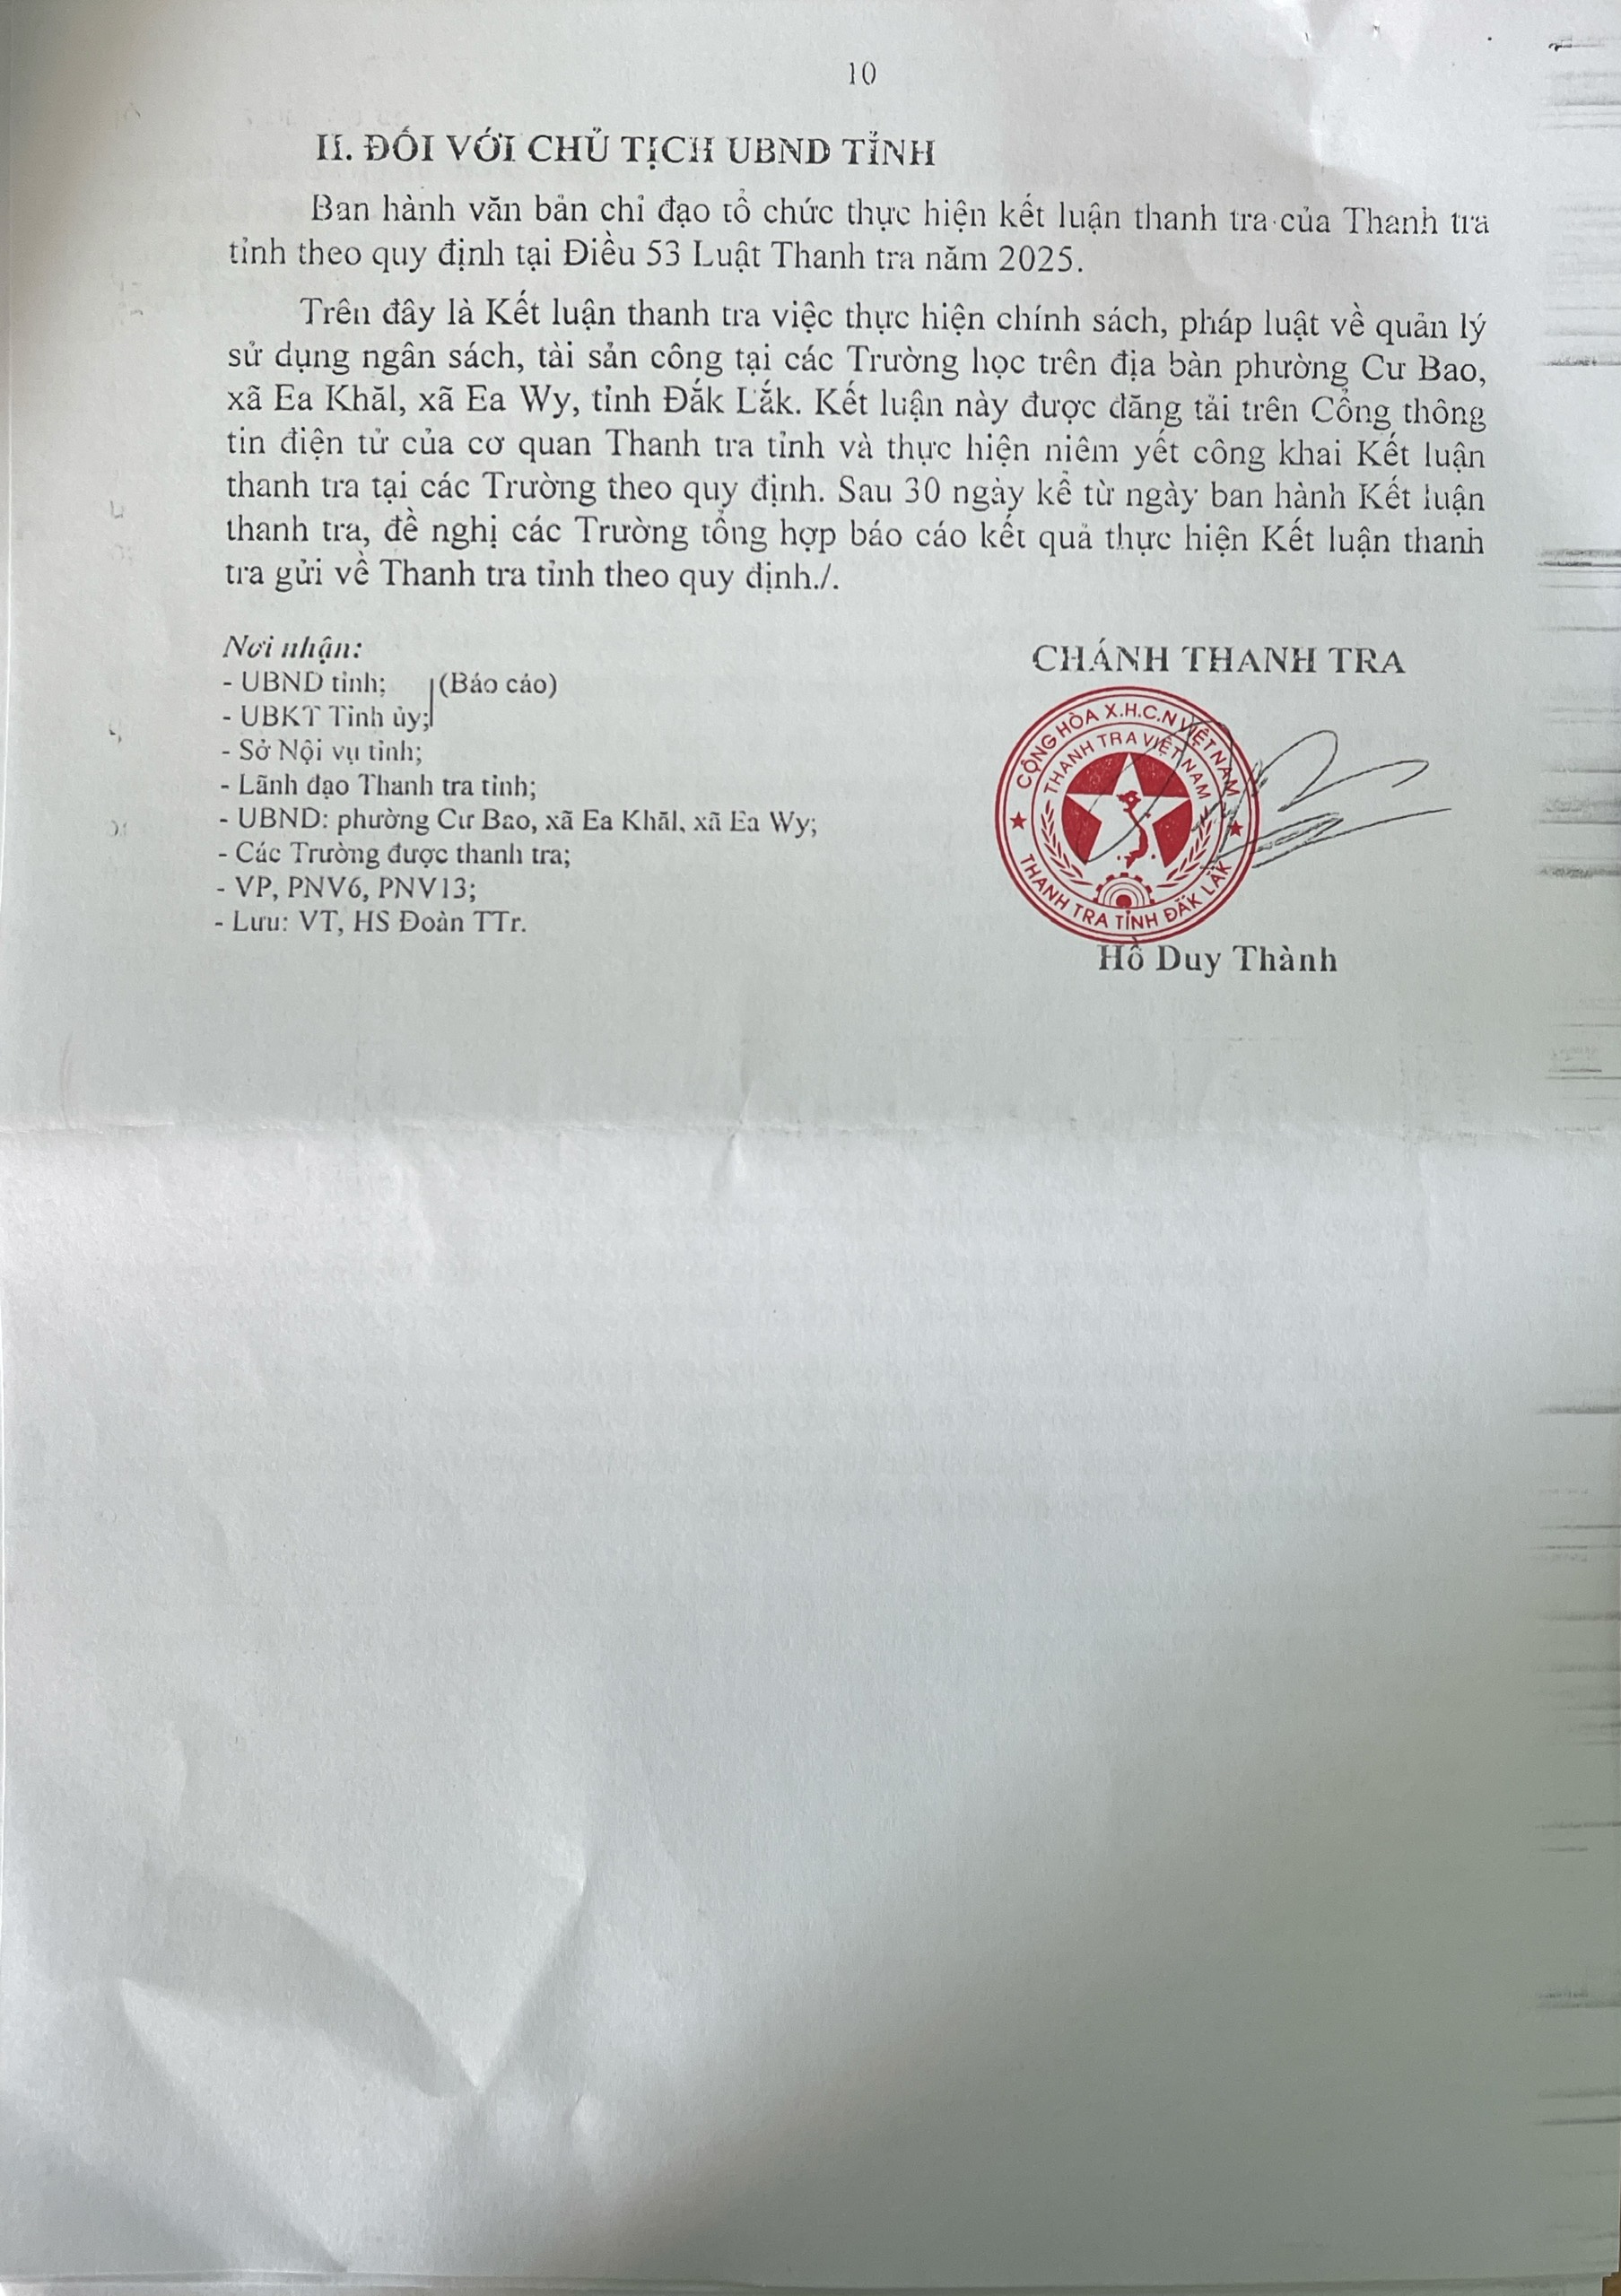 10
II. ĐỐI VỚI CHỦ TỊCH UBND TỈNH
Ban hành văn bản chỉ đạo tổ chức thực hiện kết luận thanh tra của Thanh tra
tỉnh theo quy định tại Điều 53 Luật Thanh tra năm 2025.
Trên đây là Kết luận thanh tra việc thực hiện chính sách, pháp luật về quản lý
sử dụng ngân sách, tài sản công tại các Trường học trên địa bàn phường Cư Bao,
xã Ea Khăl, xã Ea Wy, tỉnh Đắk Lắk. Kết luận này được đăng tải trên Cổng thông
tin điện tử của cơ quan Thanh tra tỉnh và thực hiện niêm yết công khai Kết luận
thanh tra tại các Trường theo quy định. Sau 30 ngày kể từ ngày ban hành Kết luận
thanh tra, đề nghị các Trường tổng hợp báo cáo kết quả thực hiện Kết luận thanh
tra gửi về Thanh tra tỉnh theo quy định./.
Nơi nhận:
- UBND tỉnh; (Báo cáo)
- UBKT Tỉnh ủy;
- Sở Nội vụ tỉnh;
- Lãnh đạo Thanh tra tỉnh;
- UBND: phường Cư Bao, xã Ea Khăl, xã Ea Wy;
- Các Trường được thanh tra;
- VP, PNV6, PNV13;
- Lưu: VT, HS Đoàn TTr.
CHÁNH THANH TRA
CỘNG HÒA X.H.C.N VIỆT NAM
THANH TRA VIỆT NAM
THANH TRA TỈNH ĐẮK LẮK
Hồ Duy Thành